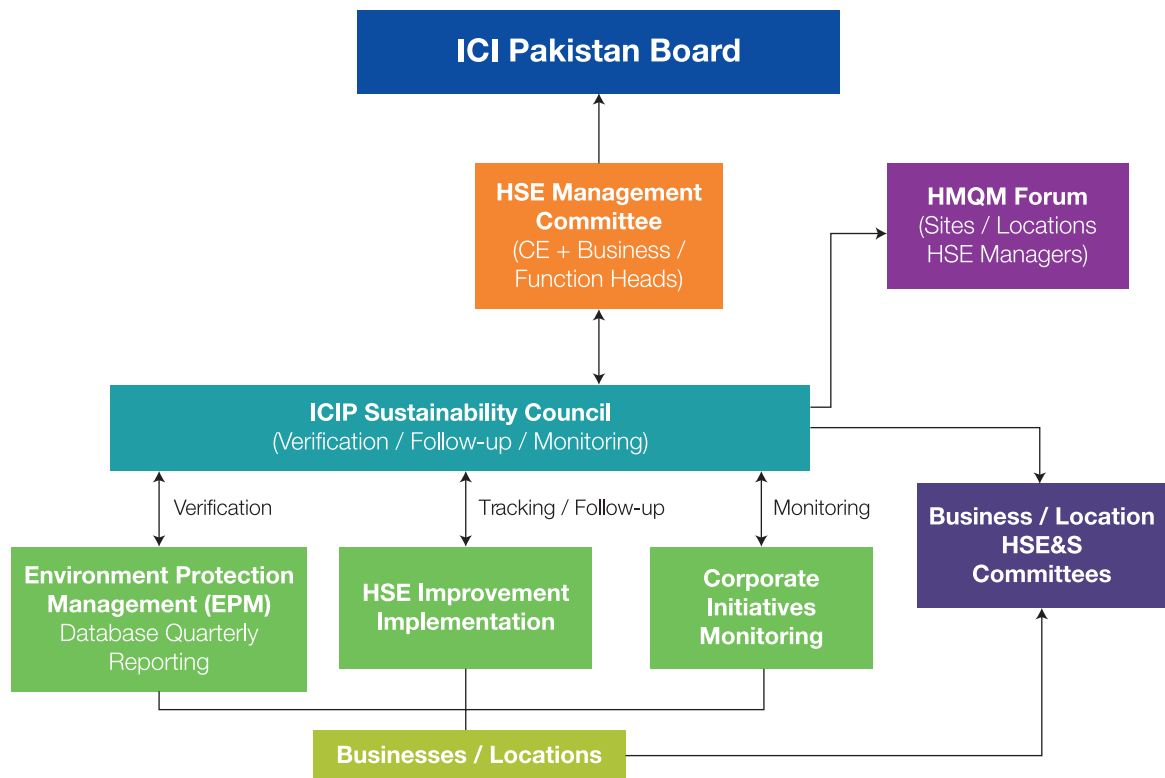 ICI Pakistan Board
HSE Management
Committee
(CE + Business /
Function Heads)
HMQM Forum
(Sites / Locations
HSE Managers)
ICIP Sustainability Council
(Verification / Follow-up / Monitoring)
Verification
Tracking / Follow-up
Monitoring
Business / Location
HSE&S
Committees
Environment Protection
Management (EPM)
Database Quarterly
Reporting
HSE Improvement
Implementation
Corporate
Initiatives
Monitoring
Businesses / Locations